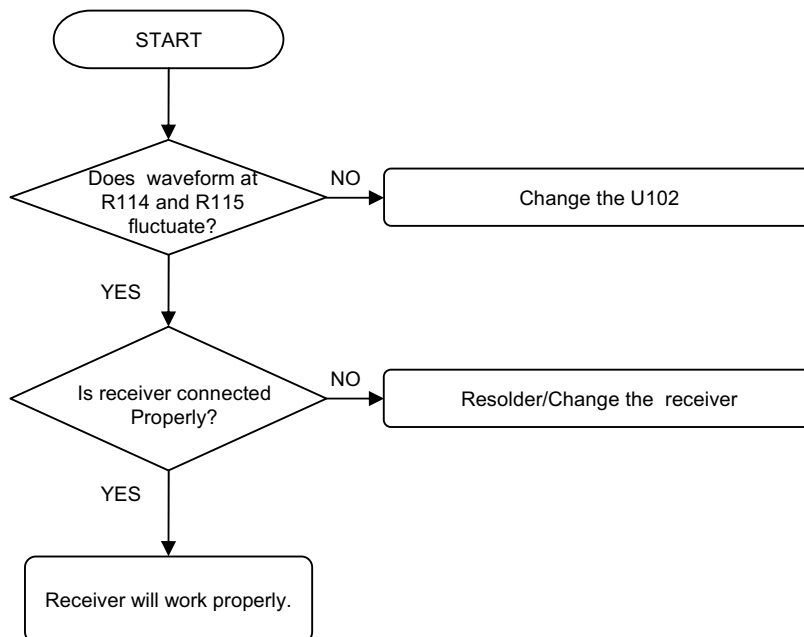 START
Does waveform at
R114 and R115
fluctuate?
NO
Change the U102
YES
Is receiver connected
Properly?
NO
Resolder/Change the receiver
YES
Receiver will work properly.